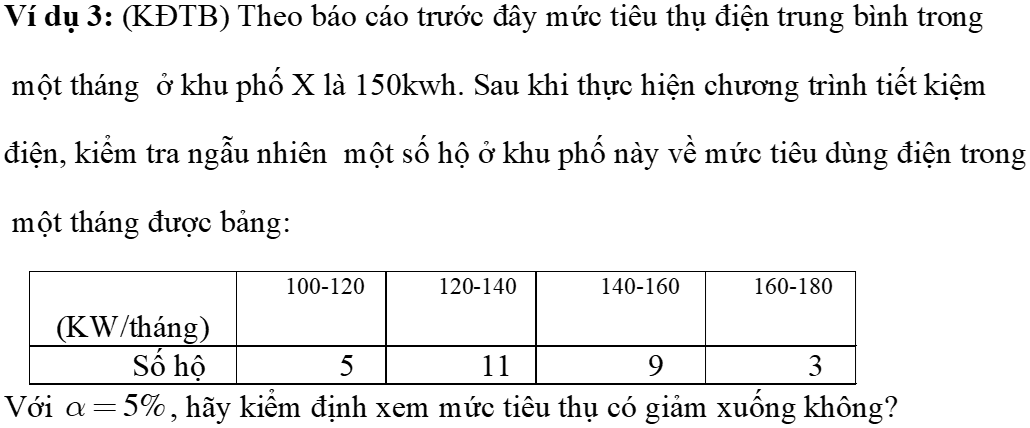 Ví dụ 3: (KĐTB) Theo báo cáo trước đây mức tiêu thụ điện trung bình trong
một tháng ở khu phố X là 150kwh. Sau khi thực hiện chương trình tiết kiệm
điện, kiểm tra ngẫu nhiên một số hộ ở khu phố này về mức tiêu dùng điện trong
một tháng được bảng:
100-120 120-140 140-160 160-180
(KW/tháng)
Số hộ 5 11 9 3
Với α = 5%, hãy kiểm định xem mức tiêu thụ có giảm xuống không?